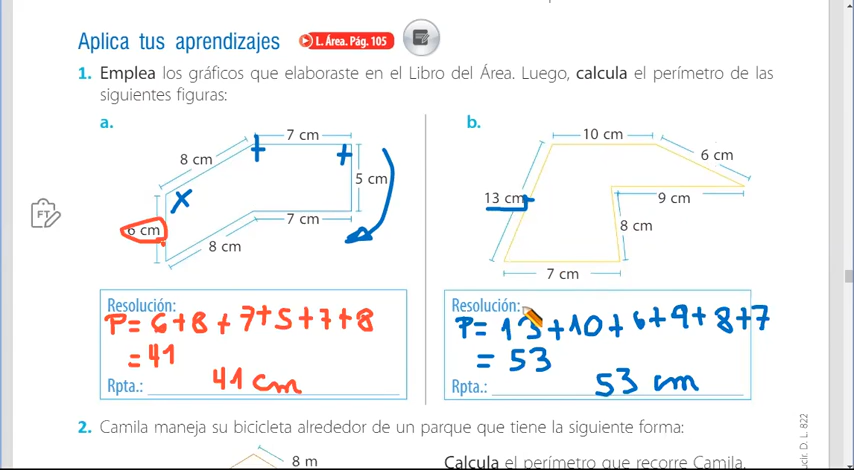 Aplica tus aprendizajes L. Área. Pág. 105
1. Emplea los gráficos que elaboraste en el Libro del Área. Luego, calcula el perímetro de las
siguientes figuras:
a.
7 cm
8 cm
5 cm
6 cm
7 cm
8 cm
Resolución:
P= 6+8+7+5+7+8
= 41
Rpta.: 41 cm
b.
10 cm
6 cm
13 cm
9 cm
8 cm
7 cm
Resolución:
P= 13+10+6+9+8+7
= 53
Rpta.: 53 cm
FT
2. Camila maneja su bicicleta alrededor de un parque que tiene la siguiente forma:
8 m
Calcula el perímetro que recorre Camila.
ucir. D. L. 822